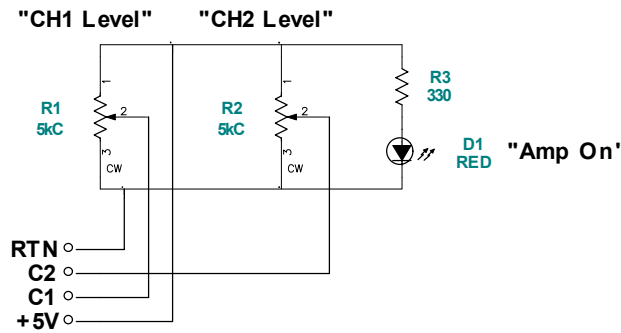 "CH1 Level"
"CH2 Level"
1
1
R1
5kC
2
R2
5kC
2
R3
330
3
CW
3
CW
D1
RED
"Amp On'
RTN
C2
C1
+5V